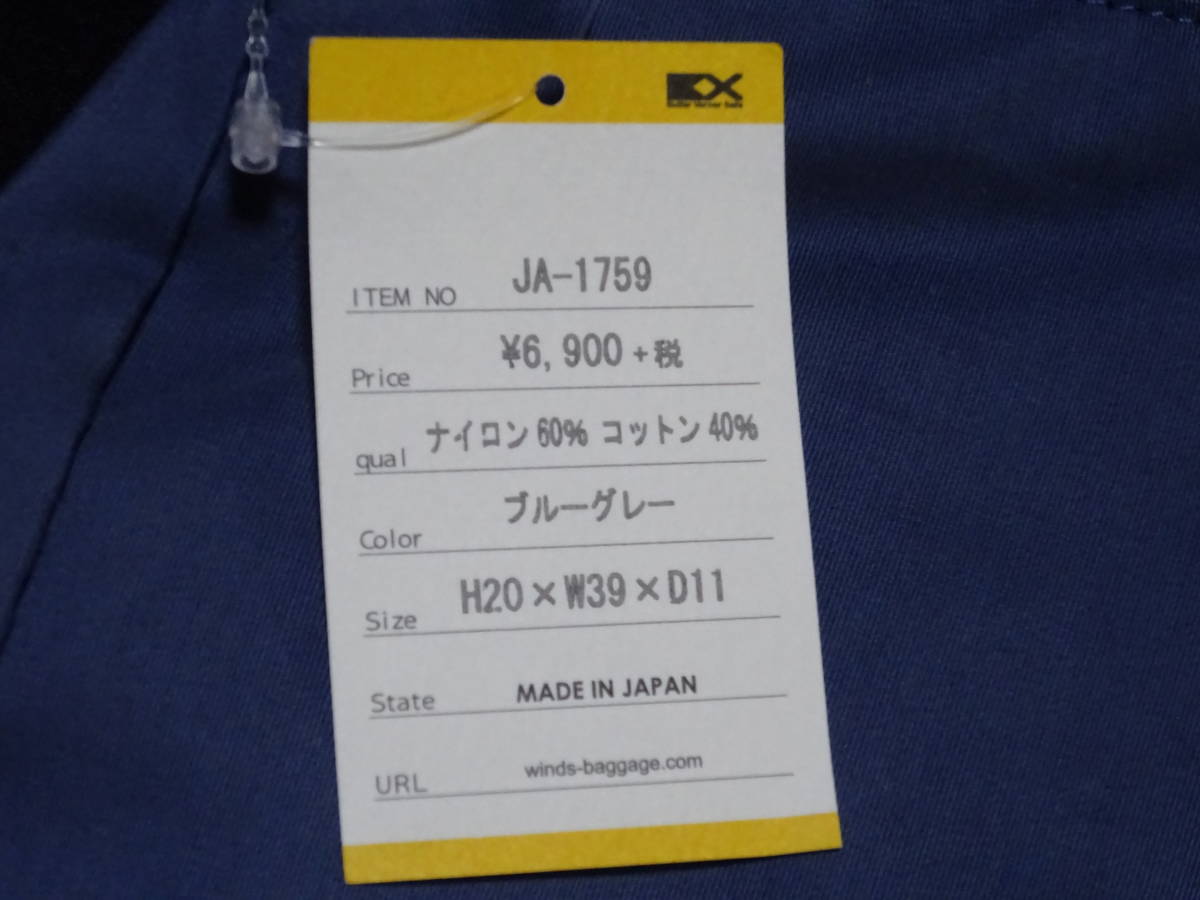 ITEM NO JA-1759
Price ¥6,900+税
qual ナイロン60% コットン40%
Color ブルーグレー
Size H20×W39×D11
State MADE IN JAPAN
URL winds-baggage.com